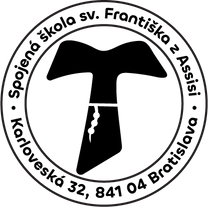 Spojená škola sv. Františka z Assisi
Karloveská 32, 841 04 Bratislava